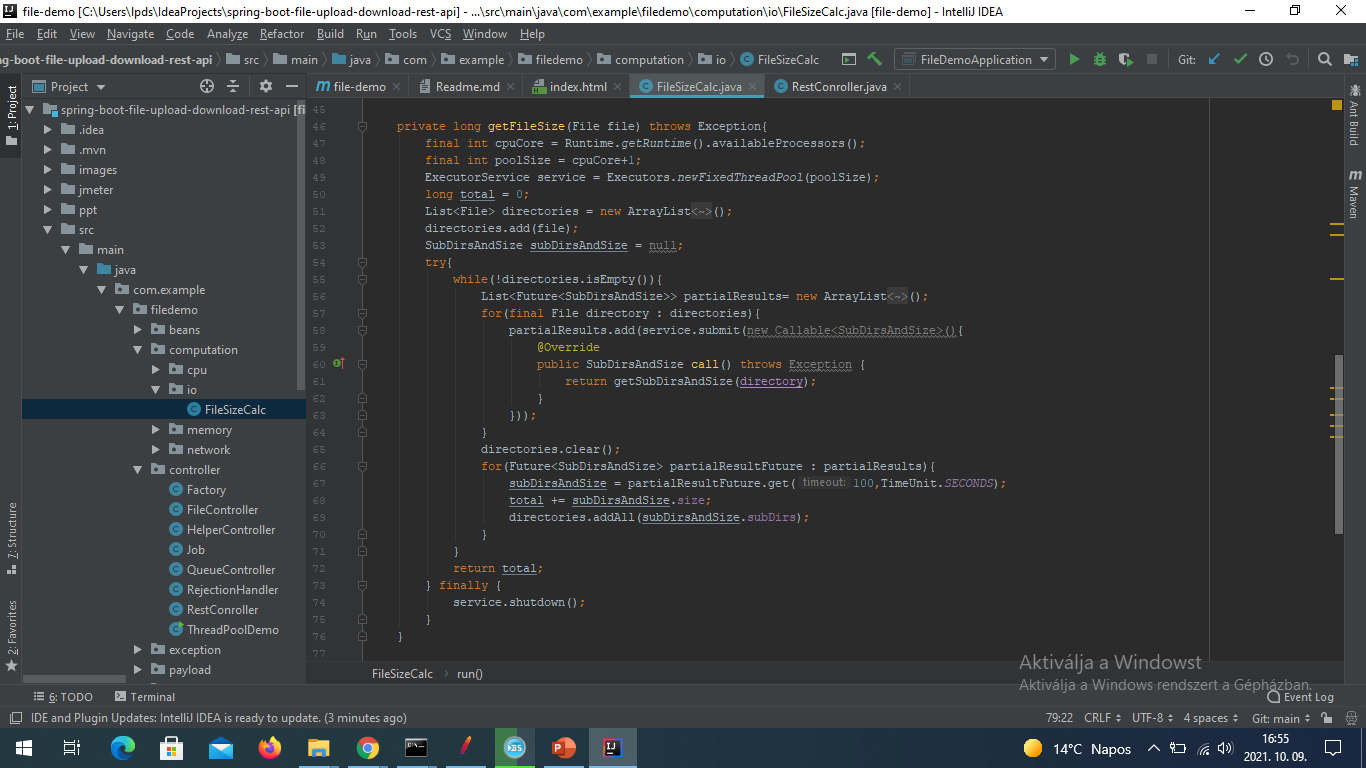 file-demo [C:\Users\lpds\IdeaProjects\spring-boot-file-upload-download-rest-api] - ...\src\main\java\com\example\filedemo\computation\io\FileSizeCalc.java [file-demo] - IntelliJ IDEA
File Edit View Navigate Code Analyze Refactor Build Run Tools VCS Window Help
ng-boot-file-upload-download-rest-api src main java com example filedemo computation io FileSizeCalc FileDemoApplication Git:
Project
file-demo Readme.md index.html FileSizeCalc.java RestConroller.java
1: Project
7: Structure
2: Favorites
spring-boot-file-upload-download-rest-api [fi
.idea
.mvn
images
jmeter
ppt
src
main
java
com.example
filedemo
beans
computation
cpu
io
FileSizeCalc
memory
network
controller
Factory
FileController
HelperController
Job
QueueController
RejectionHandler
RestConroller
ThreadPoolDemo
exception
payload
45
46 private long getFileSize(File file) throws Exception{
47 final int cpuCore = Runtime.getRuntime().availableProcessors();
48 final int poolSize = cpuCore+1;
49 ExecutorService service = Executors.newFixedThreadPool(poolSize);
50 long total = 0;
51 List<File> directories = new ArrayList<~>();
52 directories.add(file);
53 SubDirsAndSize subDirsAndSize = null;
54 try{
55 while(!directories.isEmpty()){
56 List<Future<SubDirsAndSize>> partialResults= new ArrayList<~>();
57 for(final File directory : directories){
58 partialResults.add(service.submit(new Callable<SubDirsAndSize>(){
59 @Override
60 public SubDirsAndSize call() throws Exception {
61 return getSubDirsAndSize(directory);
62 }
63 }));
64 }
65 directories.clear();
66 for(Future<SubDirsAndSize> partialResultFuture : partialResults){
67 subDirsAndSize = partialResultFuture.get( timeout: 100,TimeUnit.SECONDS);
68 total += subDirsAndSize.size;
69 directories.addAll(subDirsAndSize.subDirs);
70 }
71 }
72 return total;
73 } finally {
74 service.shutdown();
75 }
76 }
77
Ant Build
Maven
FileSizeCalc run()
Aktiválja a Windowst
Aktiválja a Windows rendszert a Gépházban.
6: TODO Terminal Event Log
IDE and Plugin Updates: IntelliJ IDEA is ready to update. (3 minutes ago) 79:22 CRLF UTF-8 4 spaces Git: main
14°C Napos 16:55
2021. 10. 09.